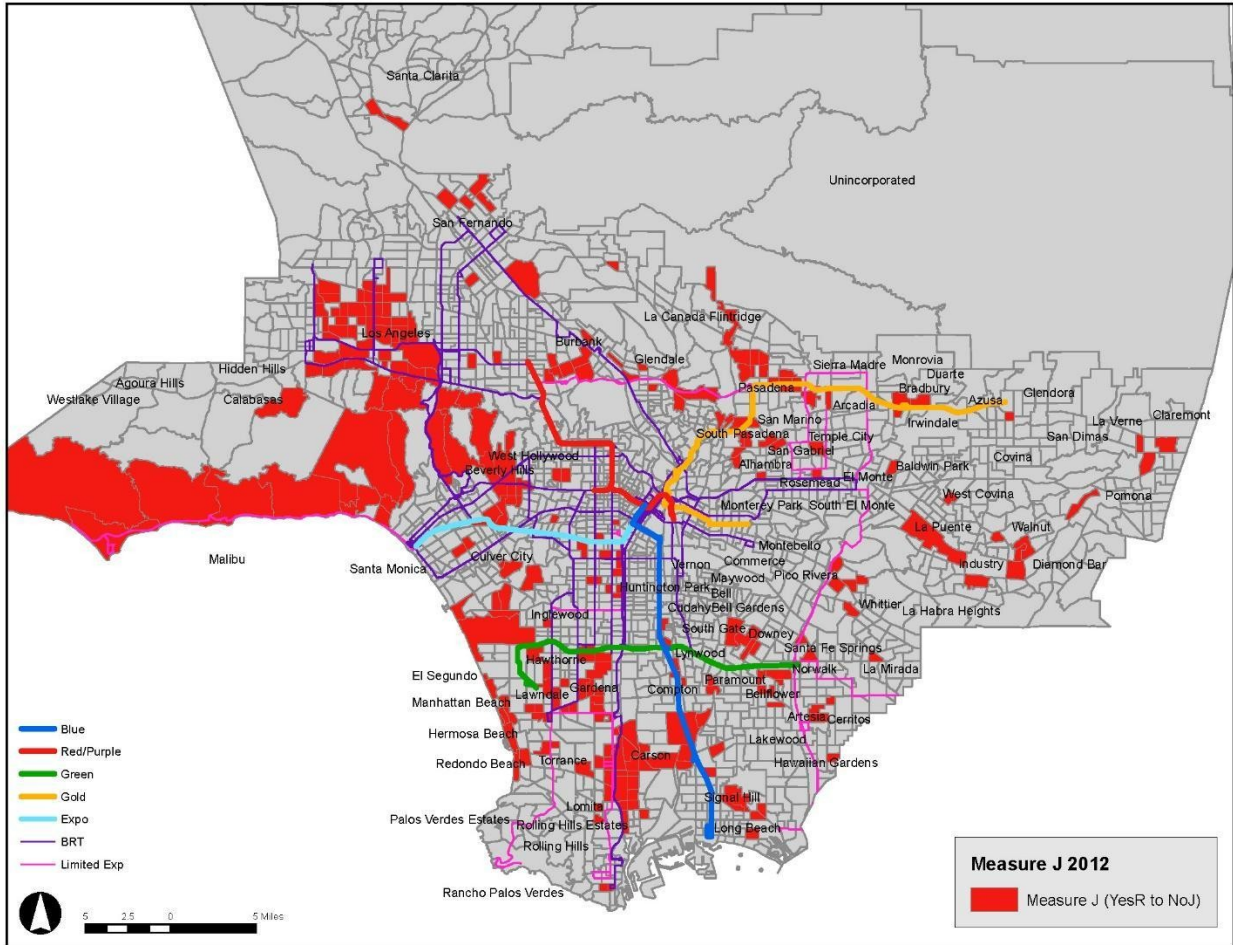 Santa Clarita
Unincorporated
San Fernando
La Canada Flintridge
Los Angeles
Burbank
Glendale
Sierra Madre
Monrovia
Duarte
Bradbury
Hidden Hills
Agoura Hills
Calabasas
Westlake Village
Pasadena
Arcadia
Azusa
Glendora
La Verne
Claremont
San Marino
South Pasadena
Temple City
Irwindale
San Dimas
San Gabriel
West Hollywood
Beverly Hills
Alhambra
Rosemead
El Monte
Baldwin Park
Covina
West Covina
Pomona
Monterey Park
South El Monte
La Puente
Walnut
Malibu
Santa Monica
Culver City
Montebello
Commerce
Vernon
Maywood
Pico Rivera
Industry
Diamond Bar
Huntington Park
Bell
Cudahy
Bell Gardens
Whittier
La Habra Heights
Inglewood
South Gate
Downey
Lynwood
Santa Fe Springs
Hawthorne
El Segundo
Norwalk
La Mirada
Lawndale
Gardena
Compton
Paramount
Bellflower
Manhattan Beach
Artesia
Cerritos
Hermosa Beach
Lakewood
Redondo Beach
Torrance
Carson
Hawaiian Gardens
Signal Hill
Lomita
Palos Verdes Estates
Rolling Hills Estates
Long Beach
Rolling Hills
Rancho Palos Verdes
Blue
Red/Purple
Green
Gold
Expo
BRT
Limited Exp
5 2.5 0 5 Miles
Measure J 2012
Measure J (YesR to NoJ)